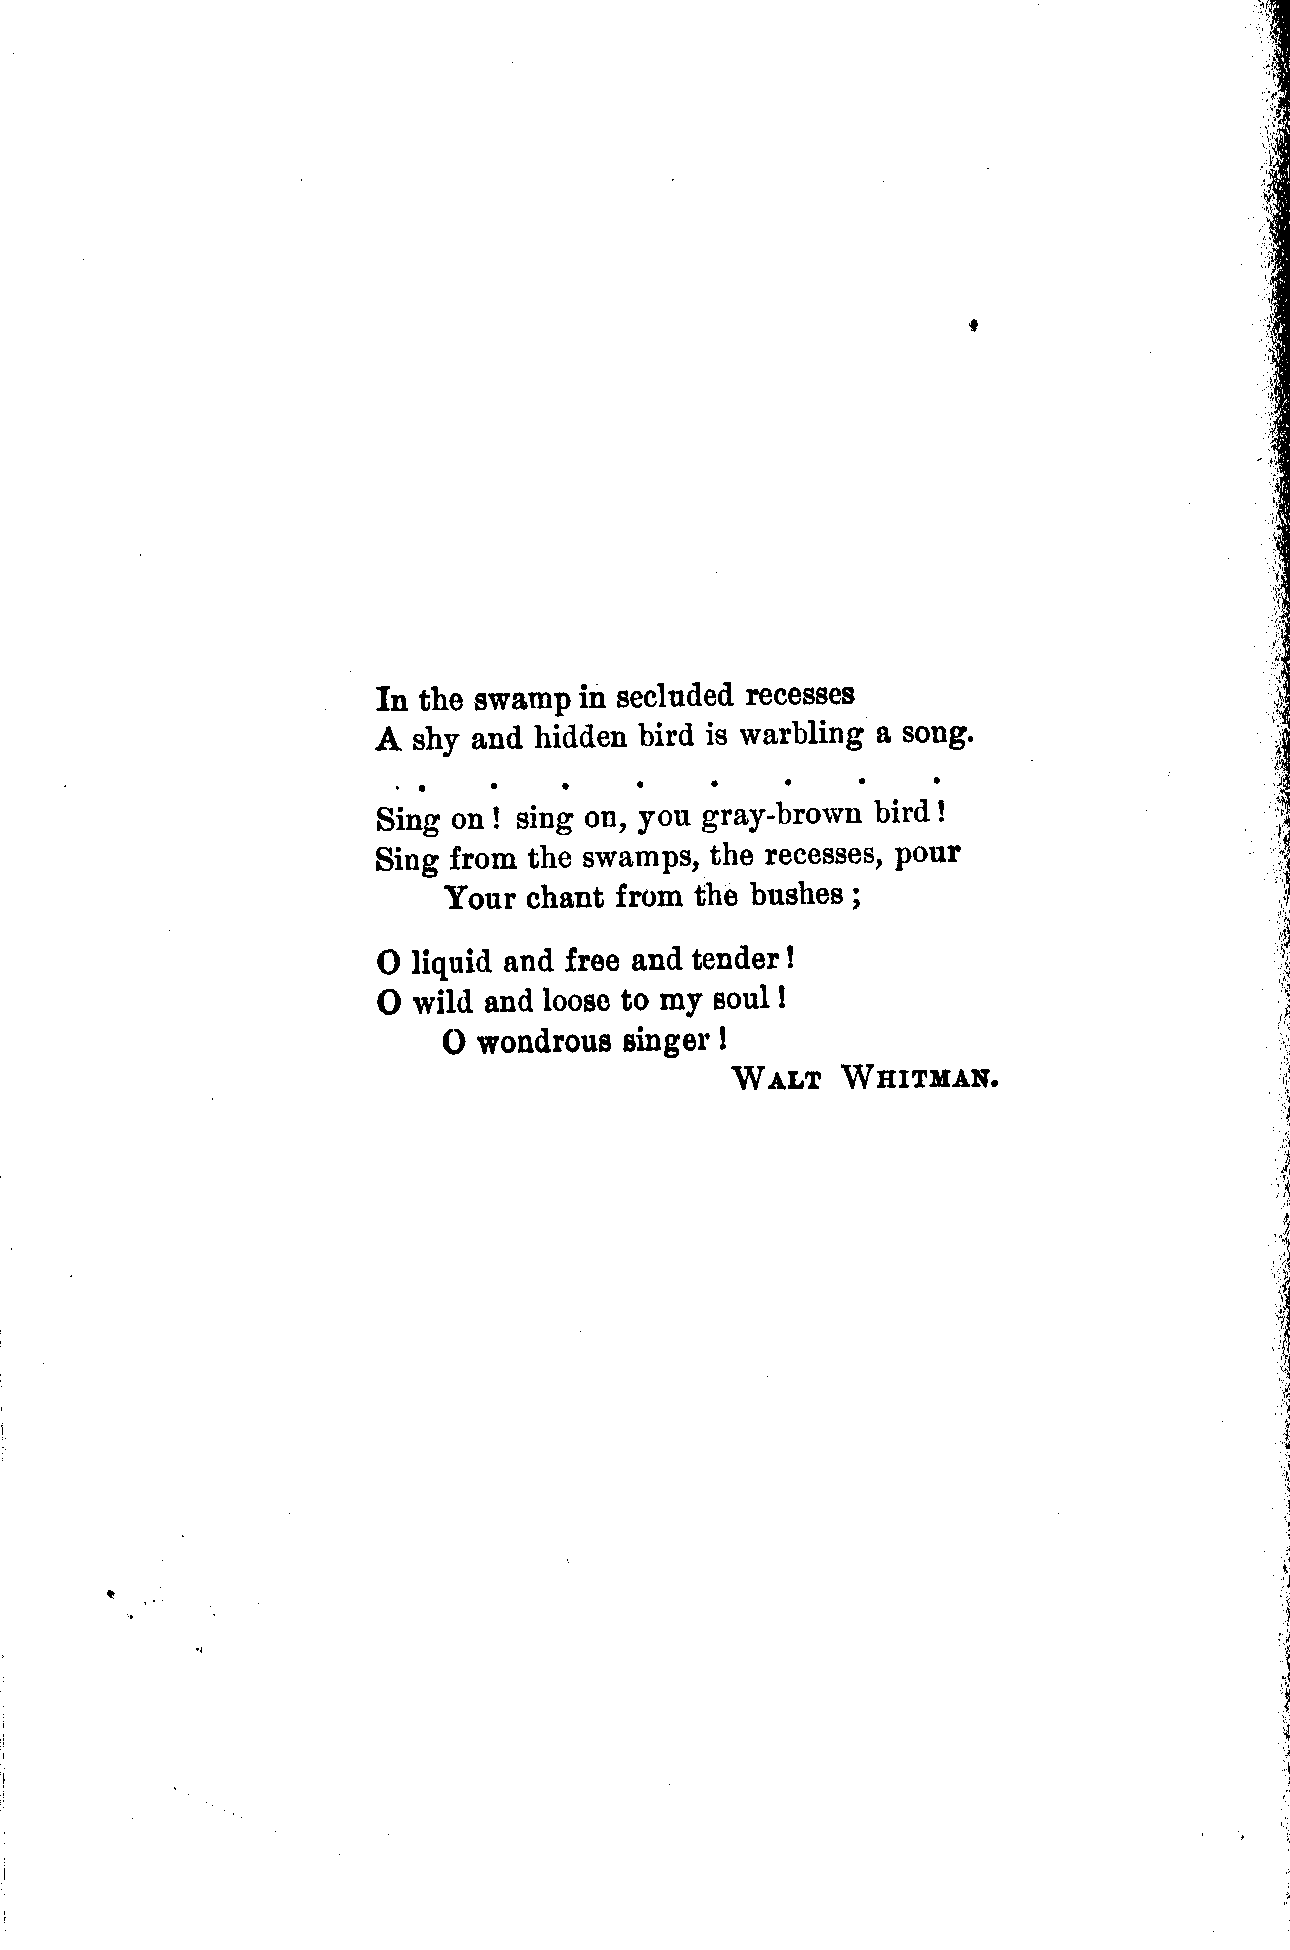 In the swamp in secluded recesses
A shy and hidden bird is warbling a song.
. . . . . . . . .
Sing on! sing on, you gray-brown bird!
Sing from the swamps, the recesses, pour
Your chant from the bushes;
O liquid and free and tender!
O wild and loose to my soul!
O wondrous singer!
WALT WHITMAN.